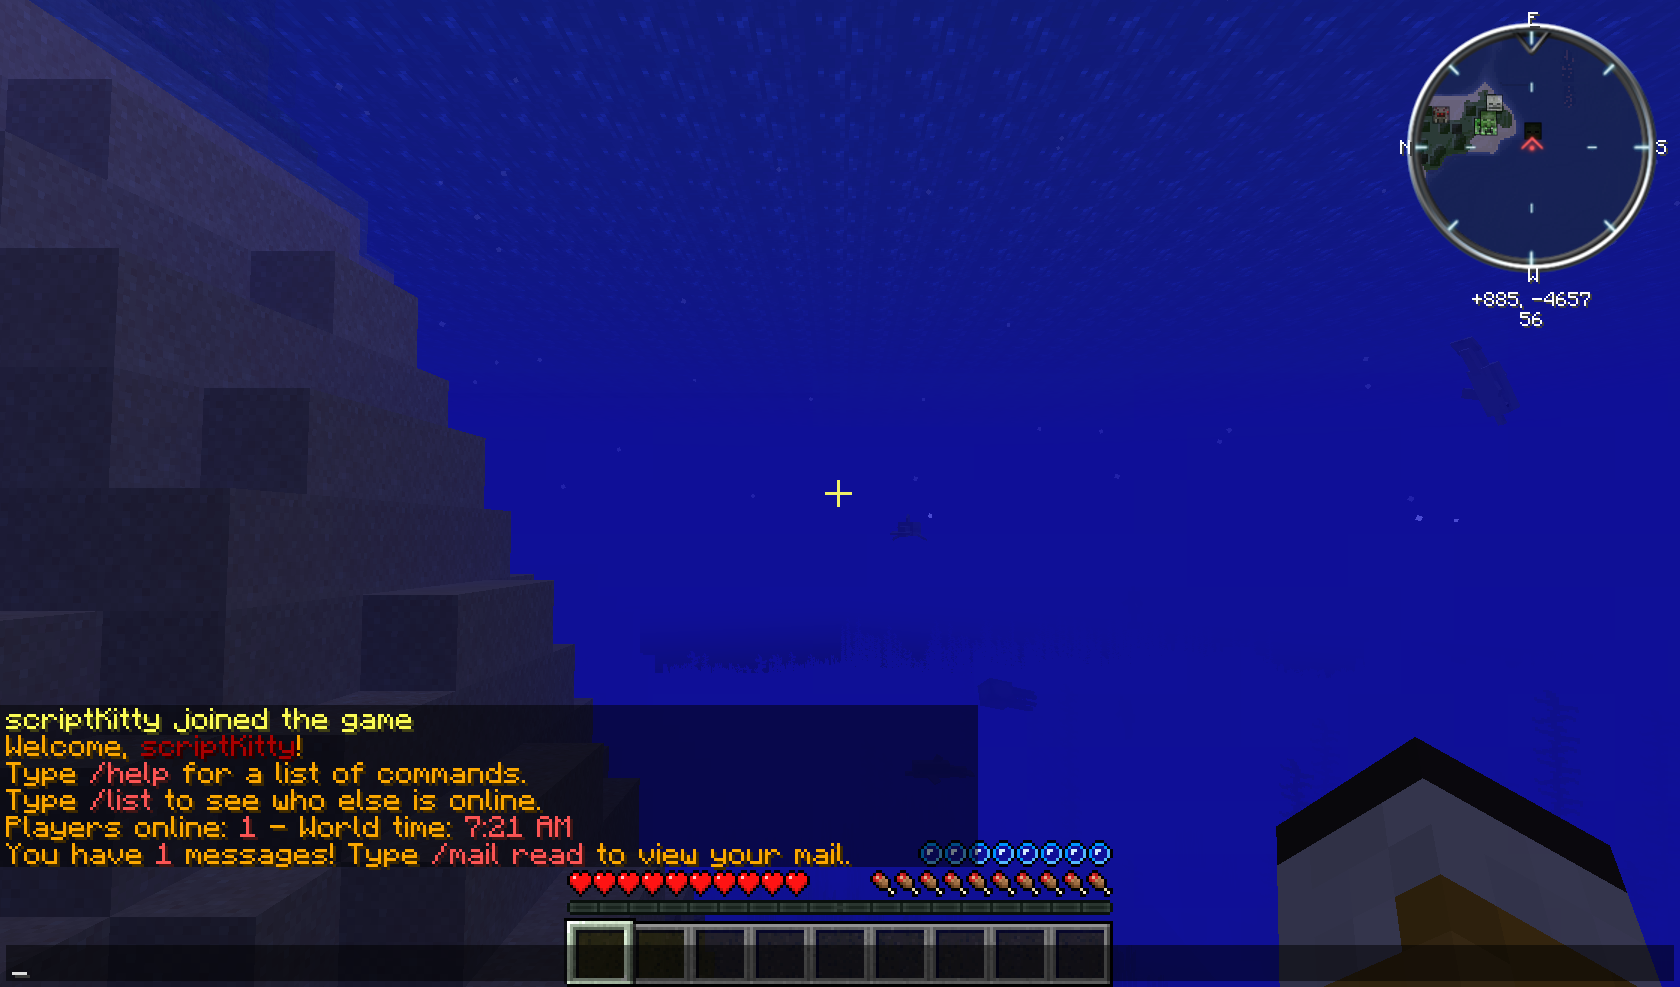 E
N
S
W
+885, -4657
56
scriptKitty joined the game
Welcome, scriptKitty!
Type /help for a list of commands.
Type /list to see who else is online.
Players online: 1 - World time: 7:21 AM
You have 1 messages! Type /mail read to view your mail.
_